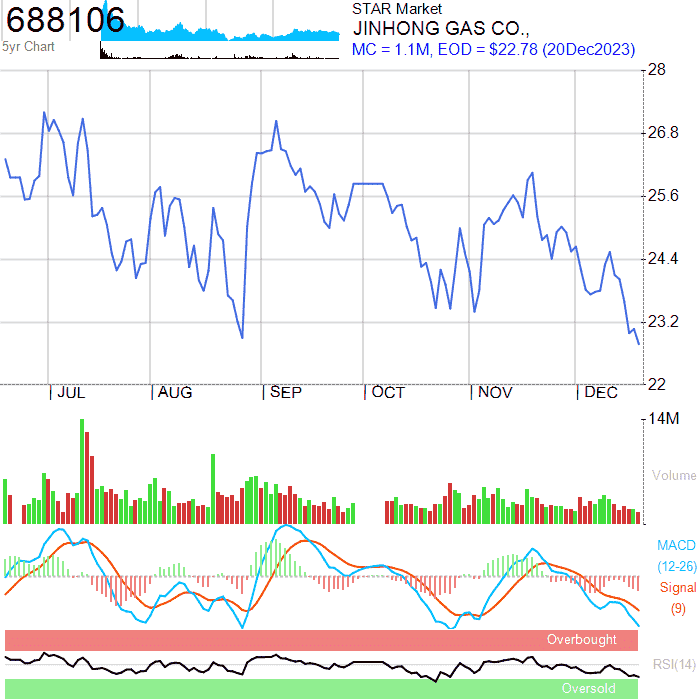 688106
5yr Chart
STAR Market
JINHONG GAS CO.,
MC = 1.1M, EOD = $22.78 (20Dec2023)
28
26.8
25.6
24.4
23.2
22
JUL AUG SEP OCT NOV DEC
14M
Volume
MACD
(12-26)
Signal
(9)
Overbought
RSI(14)
Oversold